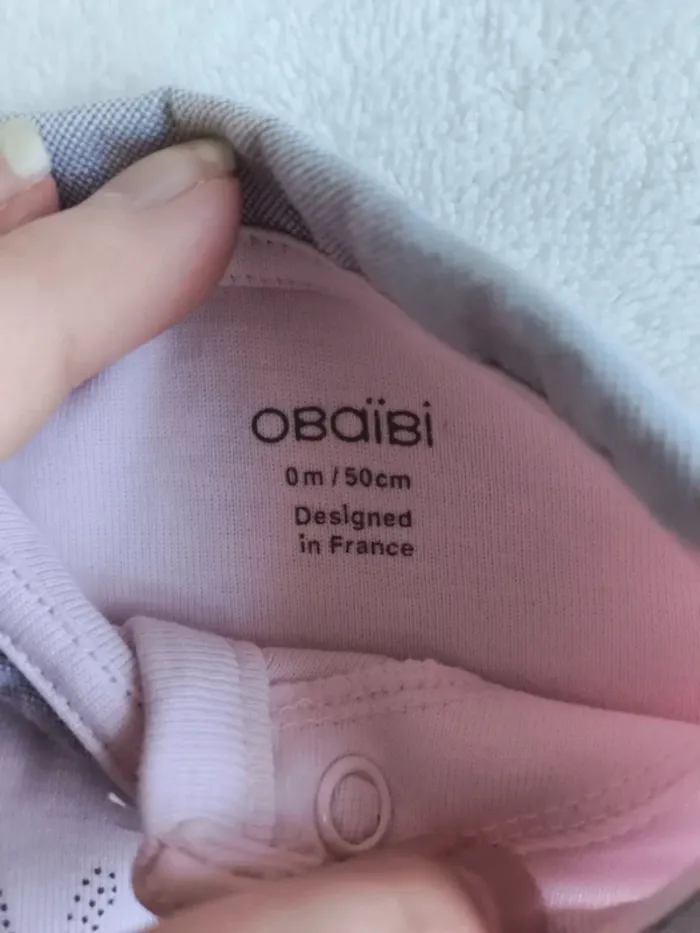 OBaïBi
0m / 50cm
Designed
in France